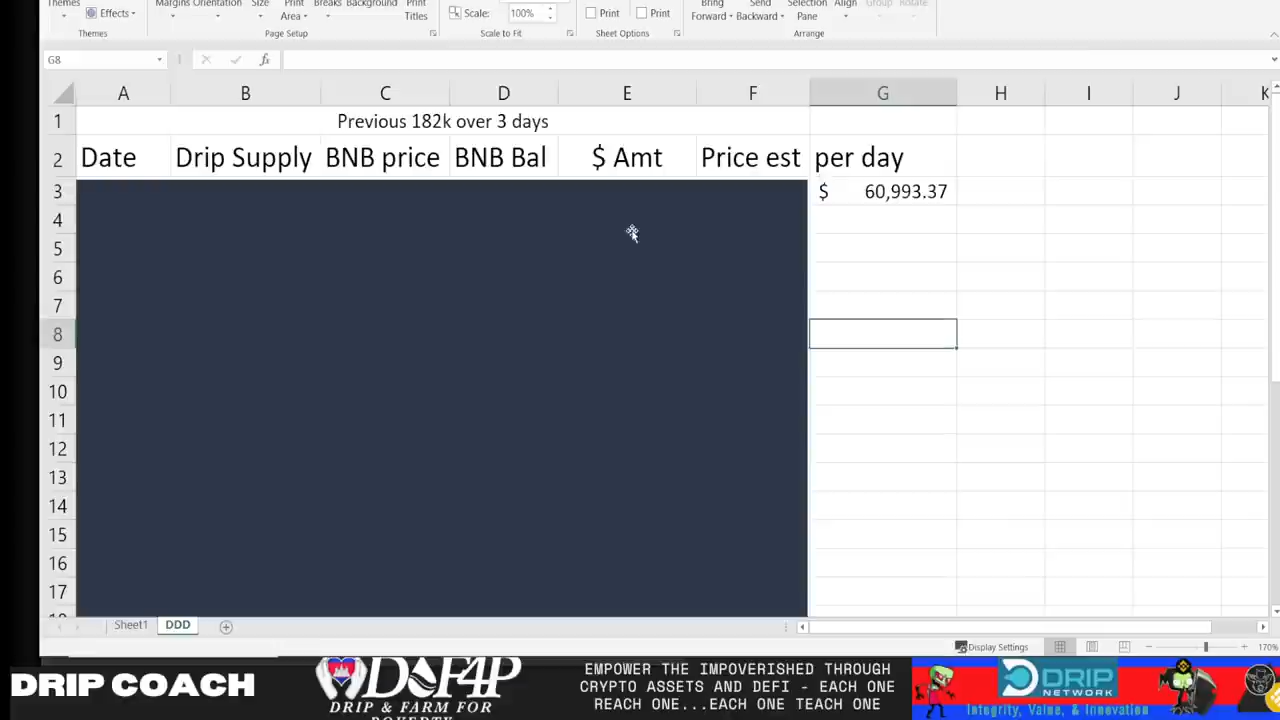 Themes Margins Orientation Size Print Breaks Background Print Scale: 100% Print Print Bring Send Selection Align Group Rotate
Effects Area Titles Forward Backward Pane
Themes Page Setup Scale to Fit Sheet Options Arrange
G8 fx
A B C D E F G H I J K
1 Previous 182k over 3 days
2 Date Drip Supply BNB price BNB Bal $ Amt Price est per day
3 $ 60,993.37
4
5
6
7
8
9
10
11
12
13
14
15
16
17
Sheet1 DDD
Display Settings 170%
DRIP COACH
DF4P
DRIP & FARM FOR
POVERTY
EMPOWER THE IMPOVERISHED THROUGH
CRYPTO ASSETS AND DEFI - EACH ONE
REACH ONE...EACH ONE TEACH ONE
DRIP
NETWORK
Integrity, Value, & Innovation